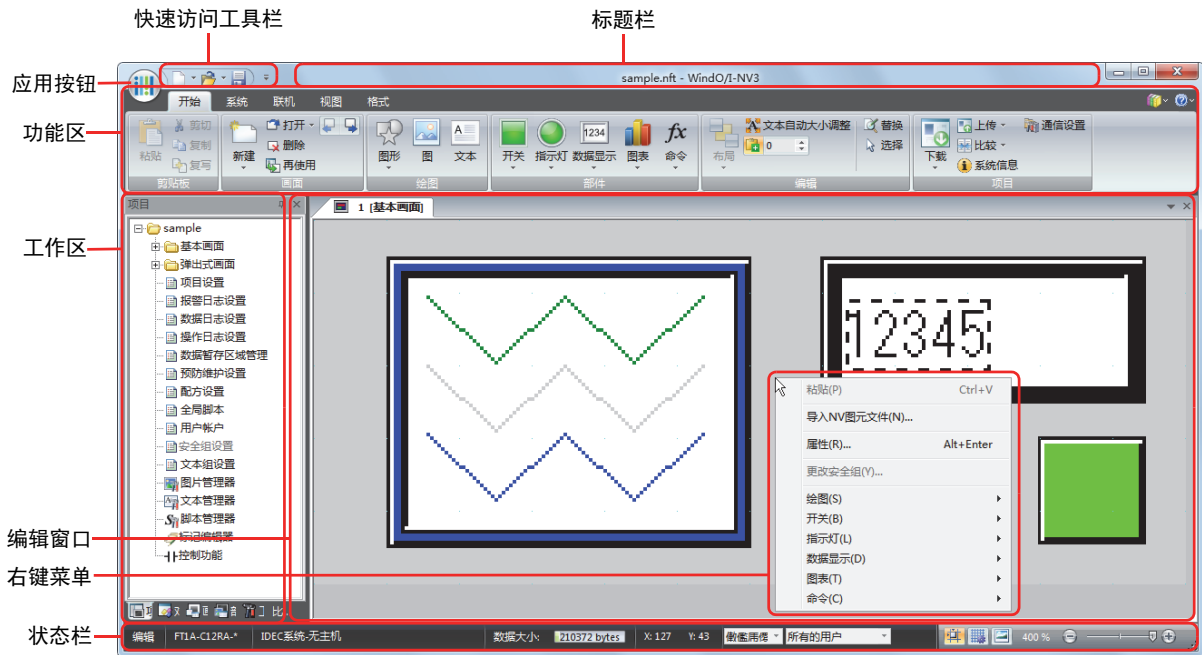 快速访问工具栏
标题栏
应用按钮
sample.nft - WindO/I-NV3
功能区
开始 系统 联机 视图 格式
粘贴 剪切 复制 复写 剪贴板
新建 打开 删除 再使用 画面
图形 图 文本 绘图
开关 指示灯 1234 数据显示 图表 fx 命令 部件
布局 文本自动大小调整 0 替换 选择 编辑
下载 上传 比较 系统信息 通信设置 项目
工作区
项目
sample
基本画面
弹出式画面
项目设置
报警日志设置
数据日志设置
操作日志设置
数据暂存区域管理
预防维护设置
配方设置
全局脚本
用户帐户
安全组设置
文本组设置
图片管理器
文本管理器
脚本管理器
标记编辑器
控制功能
1 [基本画面]
12345
粘贴(P) Ctrl+V
导入NV图元文件(N)...
属性(R)... Alt+Enter
更改安全组(Y)...
绘图(S)
开关(B)
指示灯(L)
数据显示(D)
图表(T)
命令(C)
编辑窗口
右键菜单
状态栏
编辑 FT1A-C12RA-* IDEC系统-无主机 数据大小: 210372 bytes X: 127 Y: 43 所有的用户 400 %